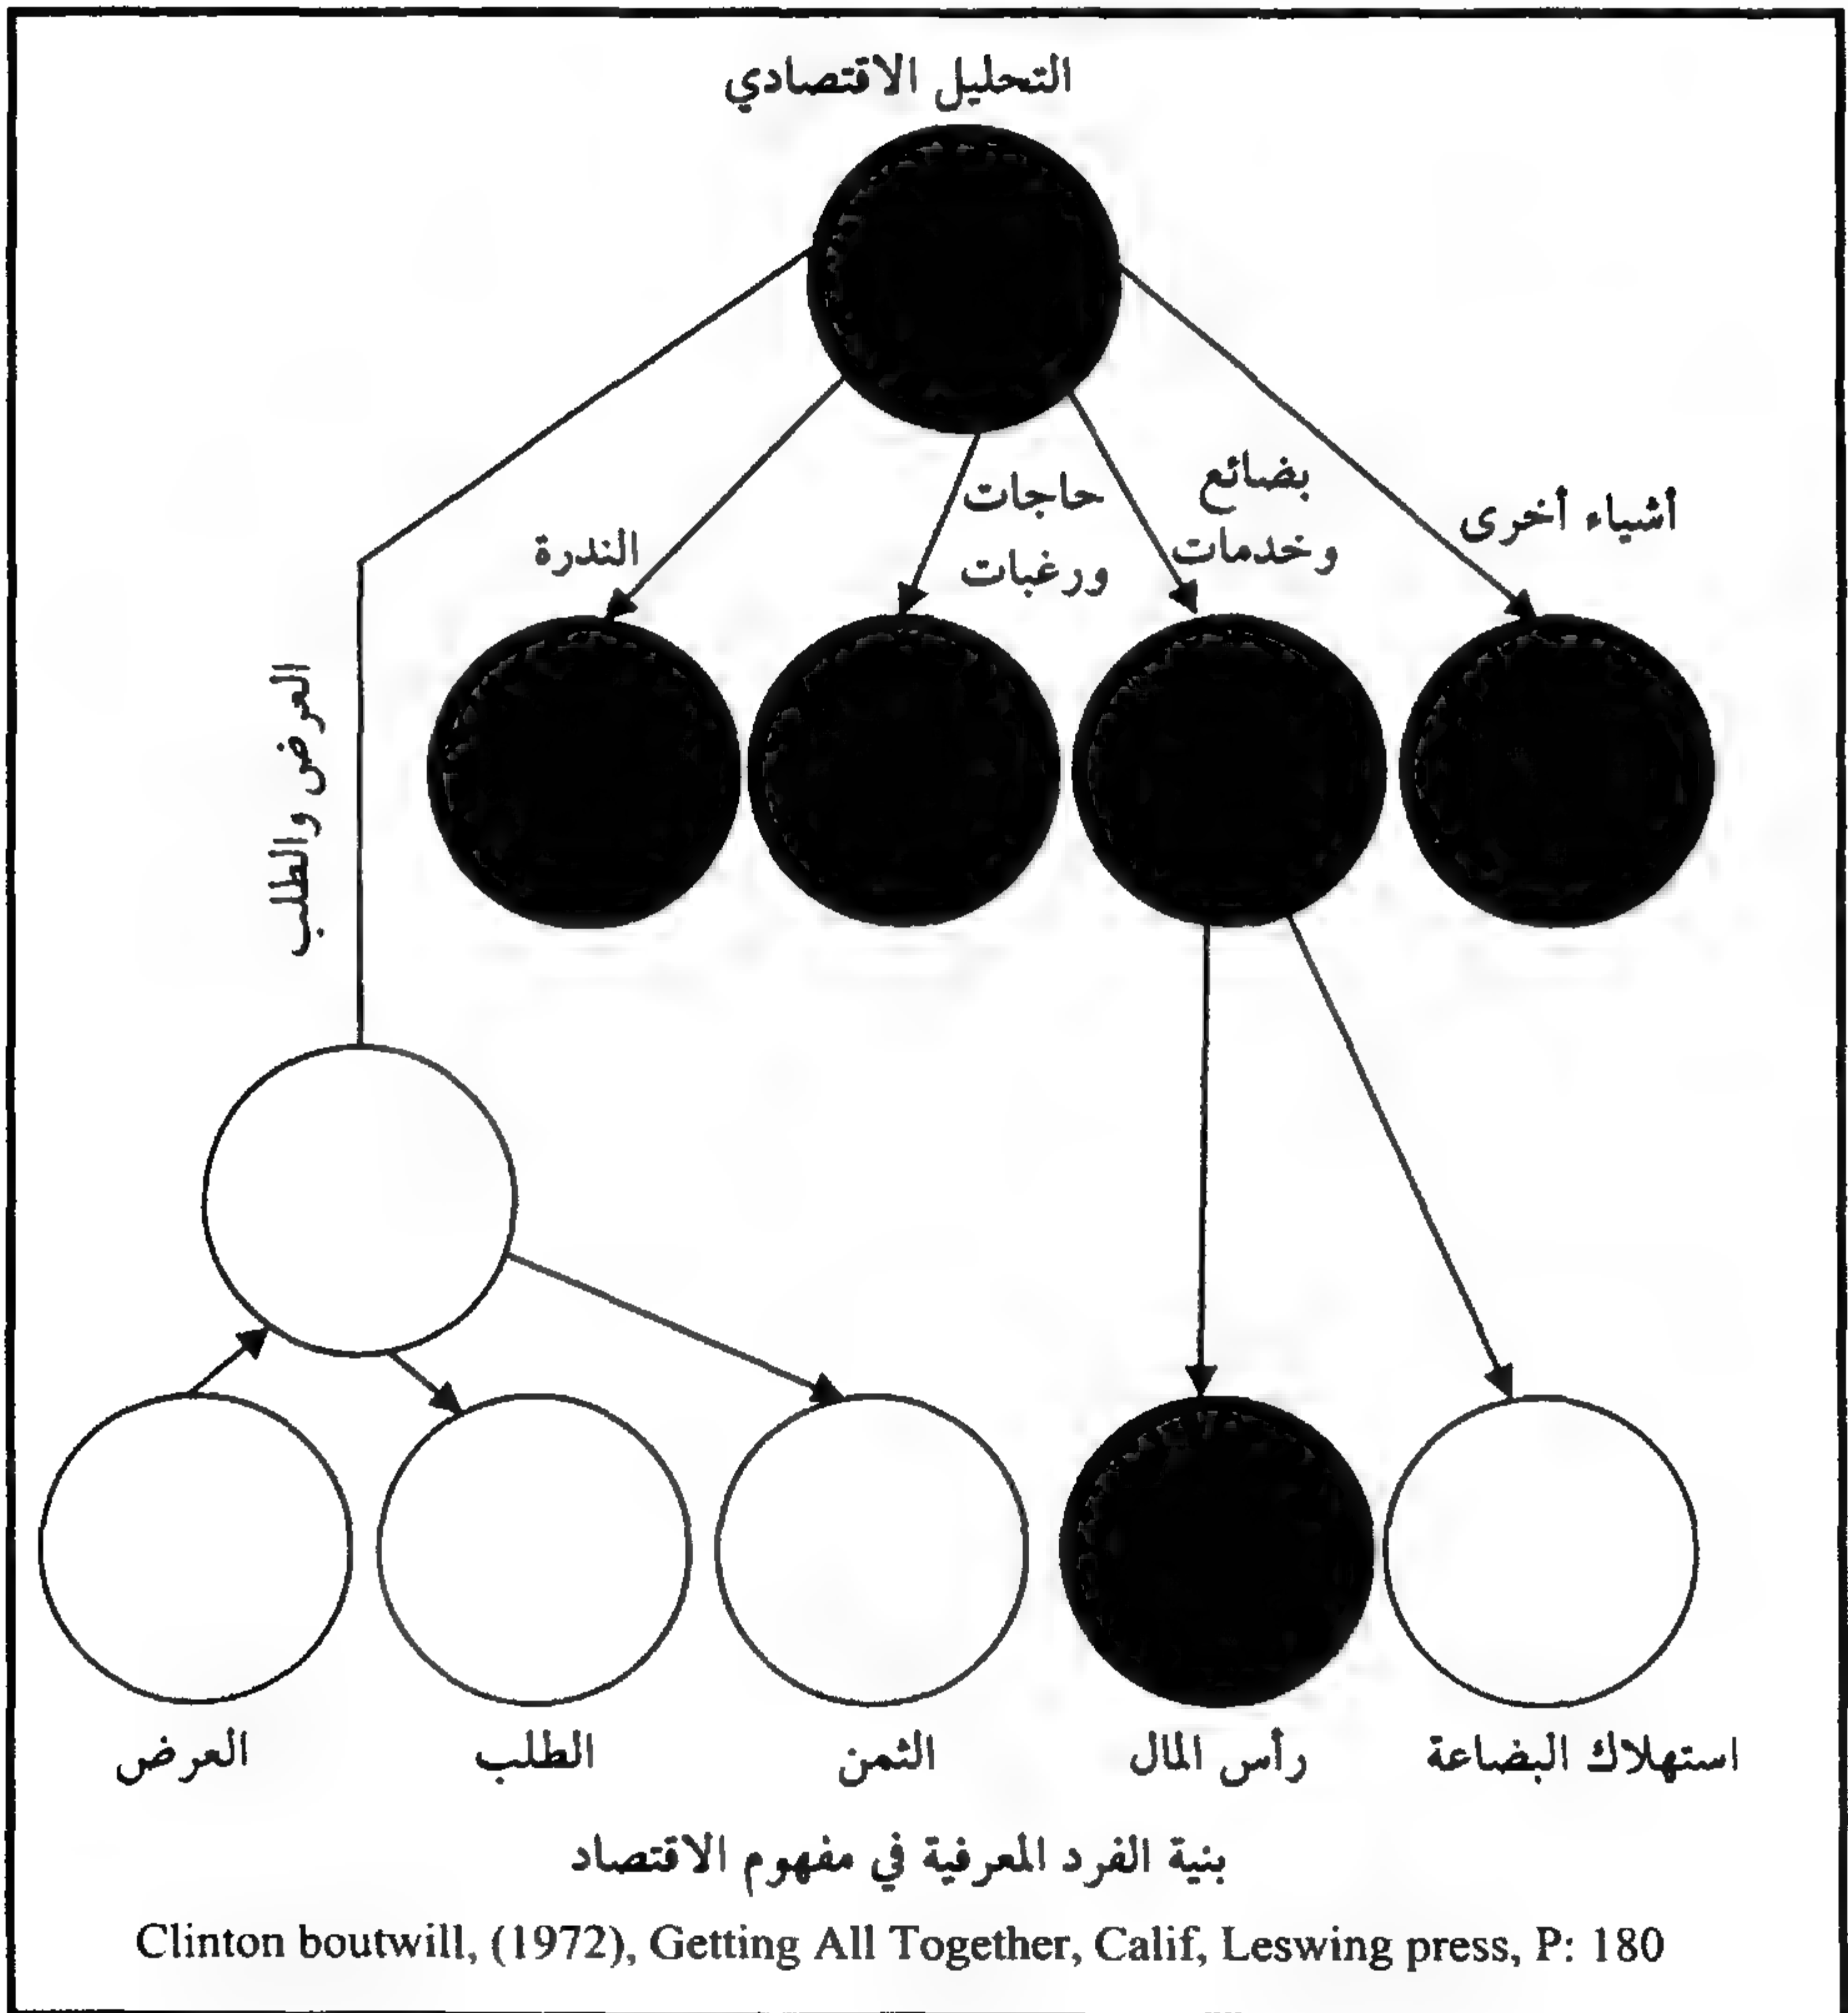 التحليل الاقتصادي
أشياء أخرى
بضائع
وخدمات
حاجات
ورغبات
الندرة
العرض والطلب
استهلاك البضاعة
رأس المال
الثمن
الطلب
العرض
بنية الفرد المعرفية في مفهوم الاقتصاد
Clinton boutwill, (1972), Getting All Together, Calif, Leswing press, P: 180